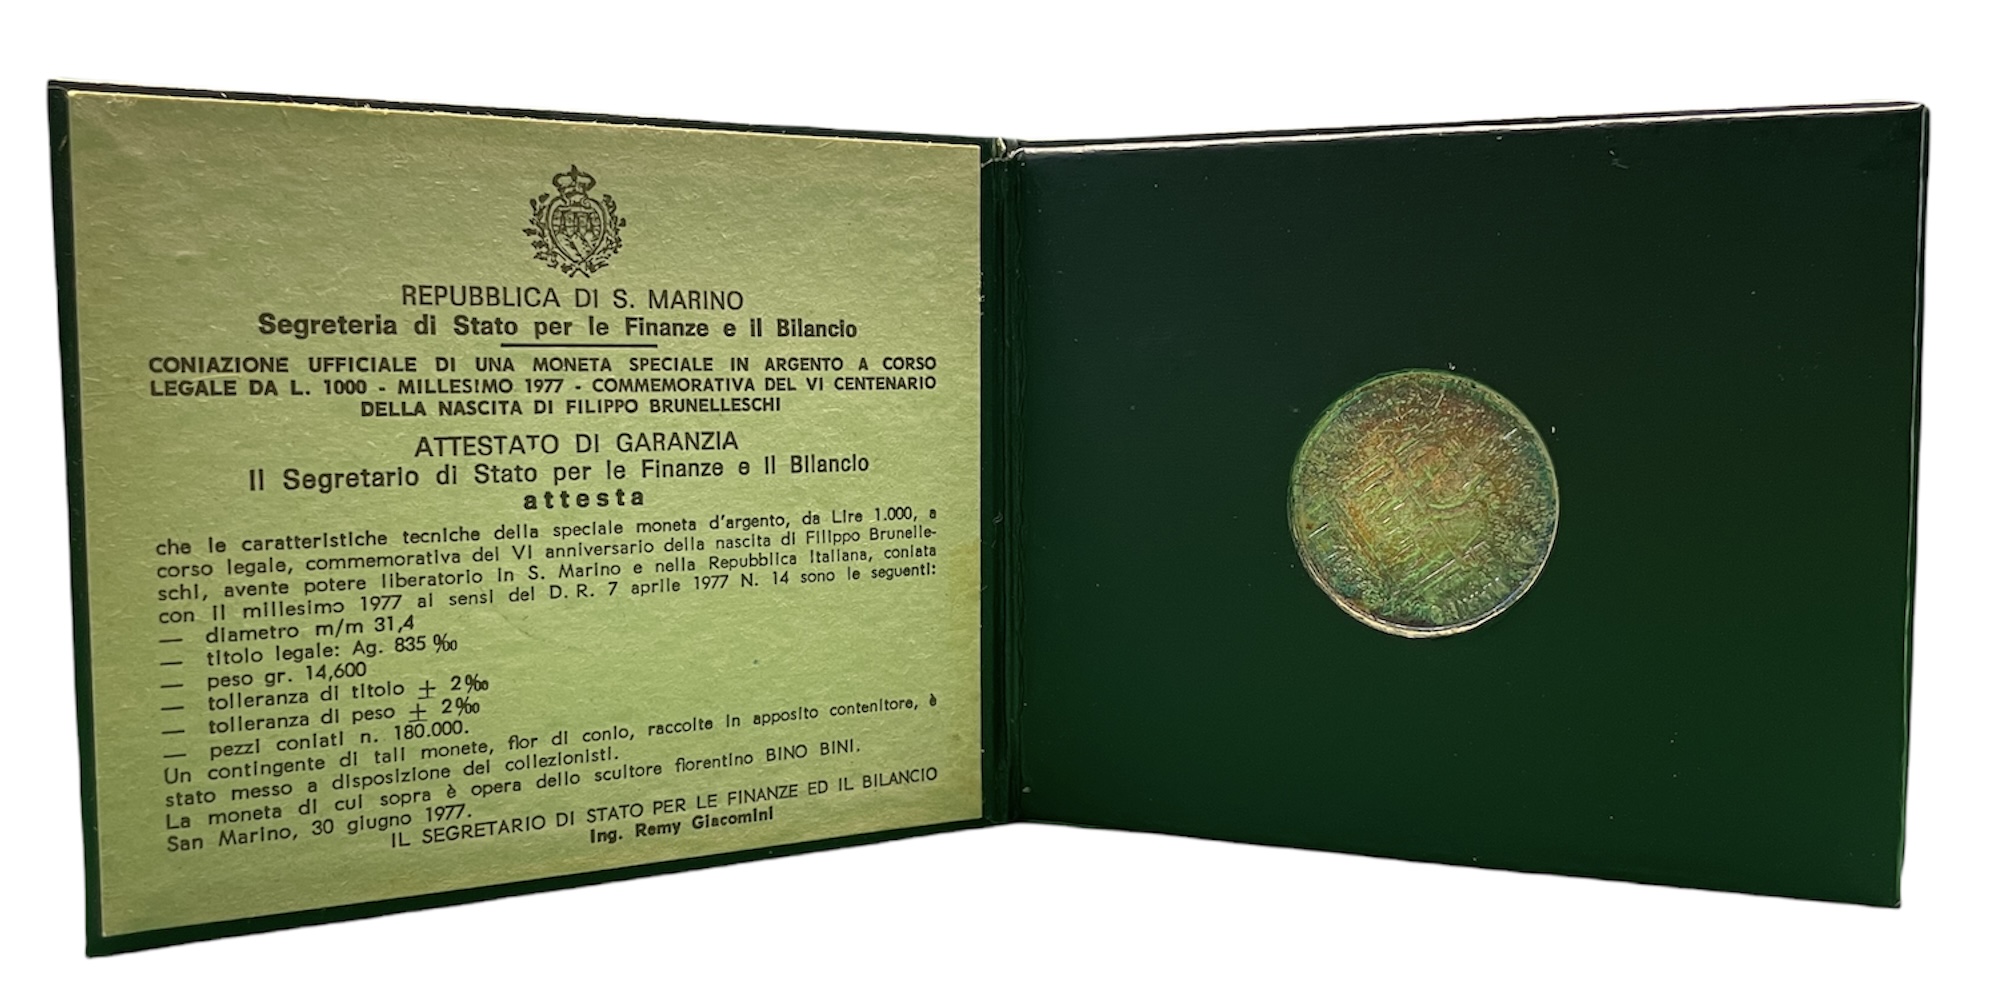 REPUBBLICA DI S. MARINO
Segreteria di Stato per le Finanze e il Bilancio
CONIAZIONE UFFICIALE DI UNA MONETA SPECIALE IN ARGENTO A CORSO
LEGALE DA L. 1000 - MILLESIMO 1977 - COMMEMORATIVA DEL VI CENTENARIO
DELLA NASCITA DI FILIPPO BRUNELLESCHI
ATTESTATO DI GARANZIA
Il Segretario di Stato per le Finanze e il Bilancio
attesta
che le caratteristiche tecniche della speciale moneta d'argento, da Lire 1.000, a
corso legale, commemorativa del VI anniversario della nascita di Filippo Brunelle-
schi, avente potere liberatorio in S. Marino e nella Repubblica Italiana, coniata
con il millesimo 1977 ai sensi del D. R. 7 aprile 1977 N. 14 sono le seguenti:
— diametro m/m 31,4
— titolo legale: Ag. 835 ‰
— peso gr. 14,600
— tolleranza di titolo ± 2‰
— tolleranza di peso ± 2‰
— pezzi coniati n. 180.000.
Un contingente di tali monete, fior di conio, raccolte in apposito contenitore, è
stato messo a disposizione dei collezionisti.
La moneta di cui sopra è opera dello scultore fiorentino BINO BINI.
San Marino, 30 giugno 1977.
IL SEGRETARIO DI STATO PER LE FINANZE ED IL BILANCIO
Ing. Remy Giacomini